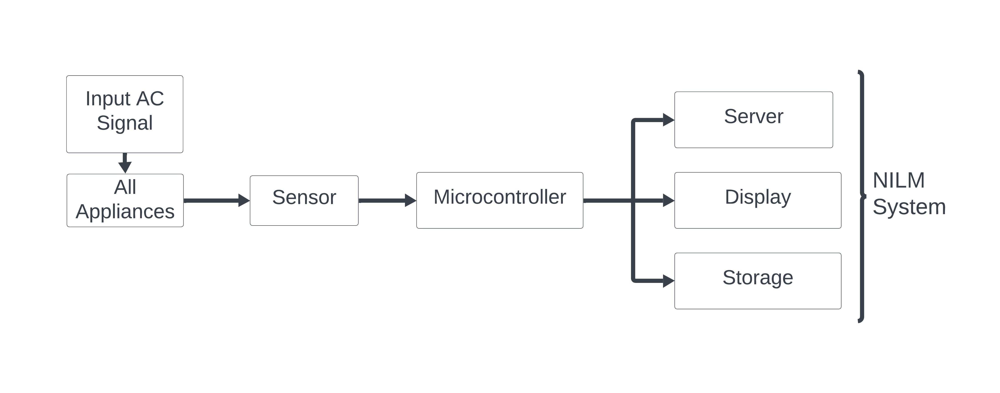 Input AC
Signal
All
Appliances
Sensor
Microcontroller
Server
Display
Storage
NILM
System